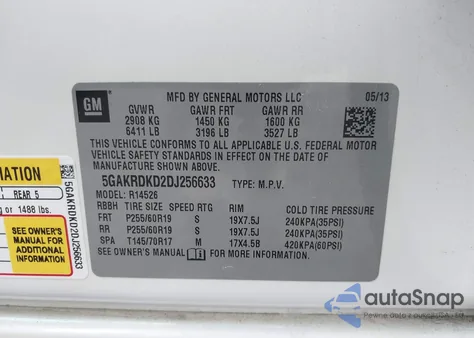 GM
MFD BY GENERAL MOTORS LLC
05/13
GVWR GAWR FRT GAWR RR
2908 KG 1450 KG 1600 KG
6411 LB 3196 LB 3527 LB
THIS VEHICLE CONFORMS TO ALL APPLICABLE U.S. FEDERAL MOTOR
VEHICLE SAFETY STANDARDS IN EFFECT ON THE DATE OF
MANUFACTURE SHOWN ABOVE.
5GAKRDKD2DJ256633 TYPE: M.P.V.
MODEL: R14526
RBBH TIRE SIZE SPEED RTG RIM COLD TIRE PRESSURE
FRT P255/60R19 S 19X7.5J 240KPA(35PSI)
RR P255/60R19 S 19X7.5J 240KPA(35PSI)
SPA T145/70R17 M 17X4.5B 420KPA(60PSI)
SEE OWNER'S MANUAL FOR MORE INFORMATION.
MATION
REAR 5
g or 1488 lbs.
SEE OWNER'S
MANUAL FOR
ADDITIONAL
5GAKRDKD2DJ256633
autoSnap